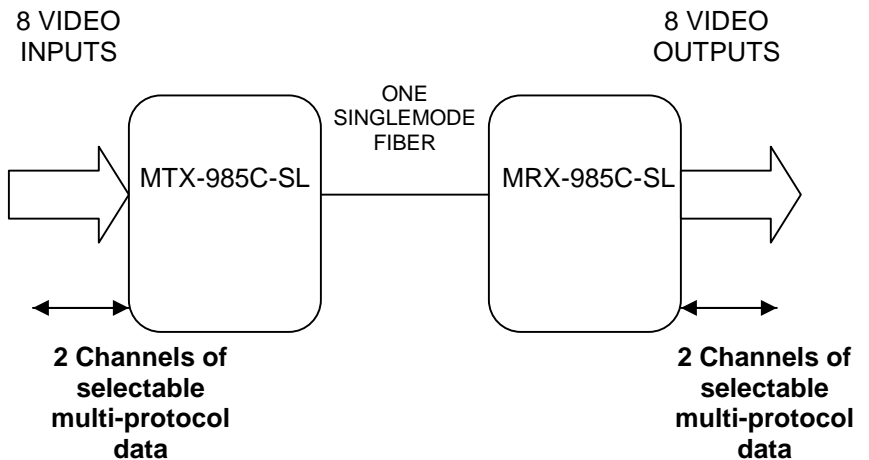 8 VIDEO
INPUTS
8 VIDEO
OUTPUTS
ONE
SINGLEMODE
FIBER
MTX-985C-SL
MRX-985C-SL
2 Channels of
selectable
multi-protocol
data
2 Channels of
selectable
multi-protocol
data